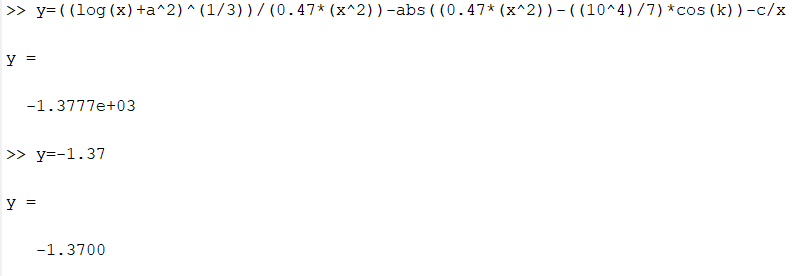 >> y=((log(x)+a^2)^(1/3))/(0.47*(x^2))-abs((0.47*(x^2))-((10^4)/7)*cos(k))-c/x
y =
-1.3777e+03
>> y=-1.37
y =
-1.3700